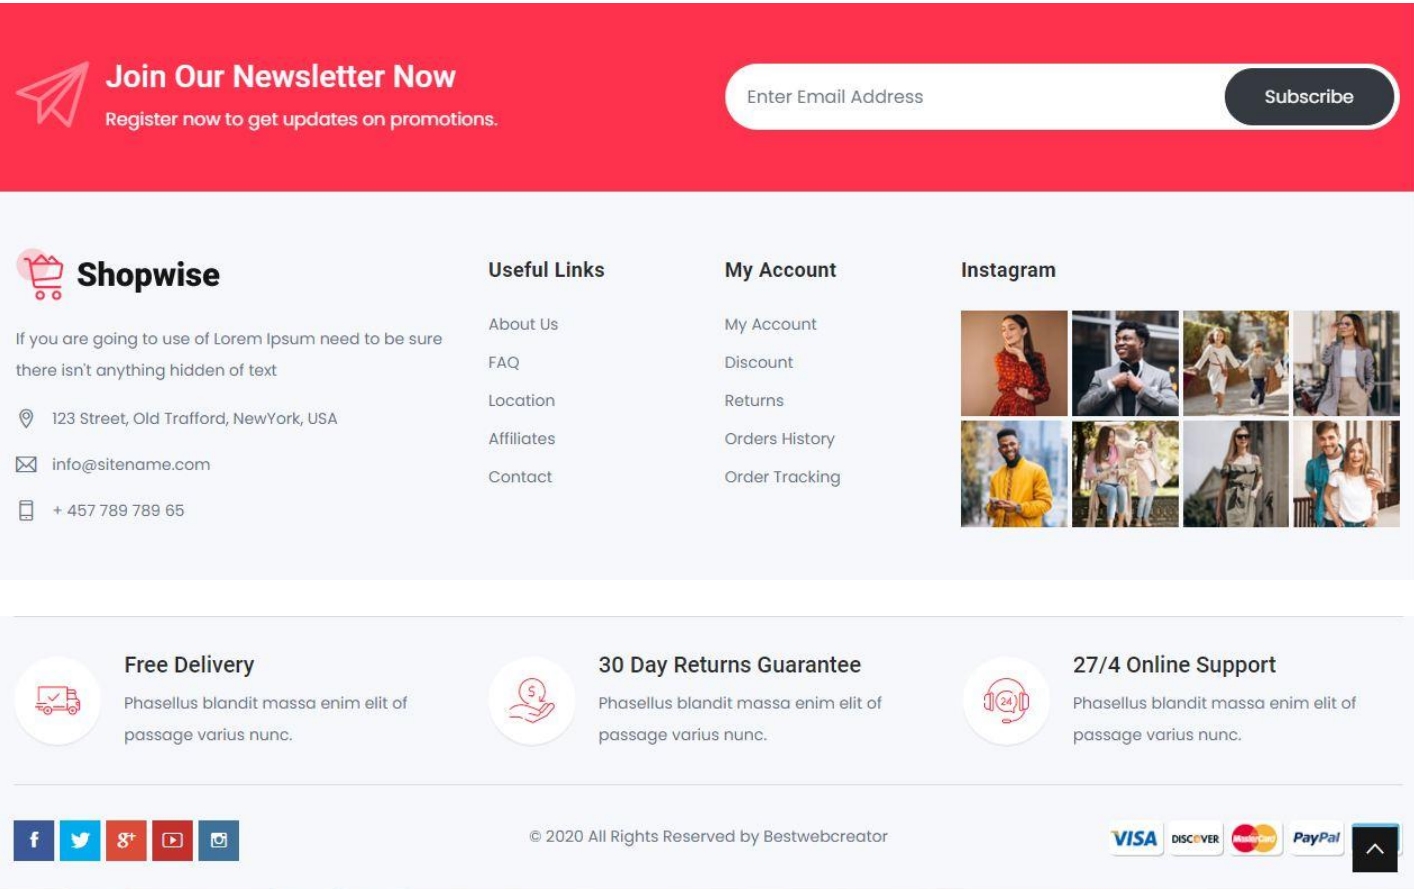 Join Our Newsletter Now
Register now to get updates on promotions.
Enter Email Address
Subscribe
Shopwise
If you are going to use of Lorem Ipsum need to be sure
there isn't anything hidden of text
123 Street, Old Trafford, NewYork, USA
info@sitename.com
+ 457 789 789 65
Useful Links
About Us
FAQ
Location
Affiliates
Contact
My Account
My Account
Discount
Returns
Orders History
Order Tracking
Instagram
Free Delivery
Phasellus blandit massa enim elit of
passage varius nunc.
30 Day Returns Guarantee
Phasellus blandit massa enim elit of
passage varius nunc.
24
27/4 Online Support
Phasellus blandit massa enim elit of
passage varius nunc.
© 2020 All Rights Reserved by Bestwebcreator
VISA
DISCOVER
MasterCard
PayPal